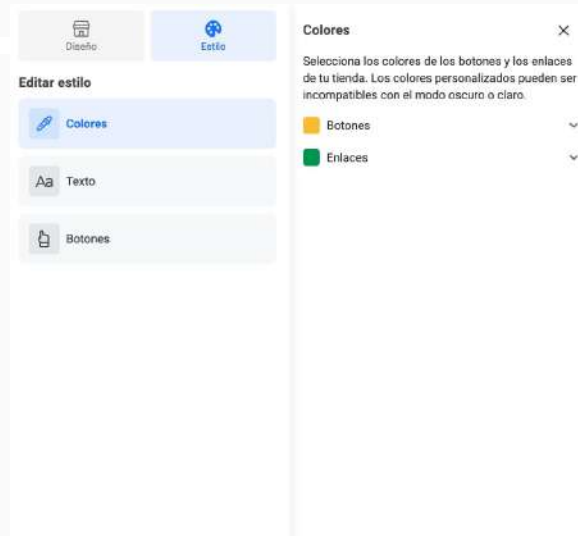 Diseño
Estilo
Editar estilo
Colores
Aa Texto
Botones
Colores
Selecciona los colores de los botones y los enlaces
de tu tienda. Los colores personalizados pueden ser
incompatibles con el modo oscuro o claro.
Botones
Enlaces